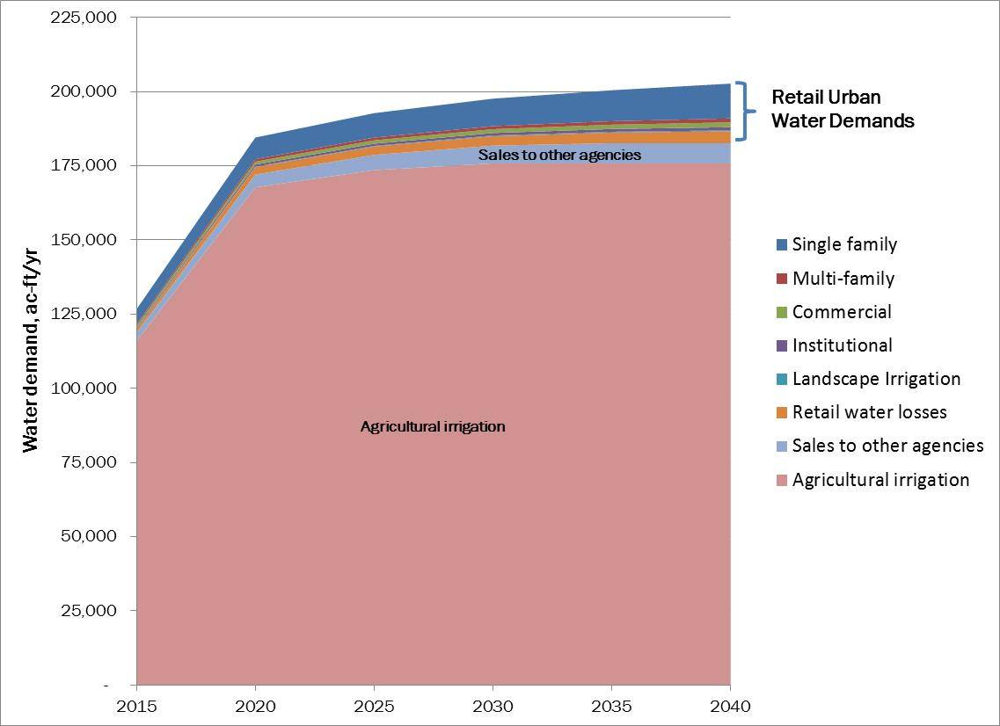 225,000
200,000
175,000
150,000
125,000
100,000
75,000
50,000
25,000
-
Water demand, ac-ft/yr
2015 2020 2025 2030 2035 2040
Sales to other agencies
Agricultural irrigation
Retail Urban
Water Demands
Single family
Multi-family
Commercial
Institutional
Landscape Irrigation
Retail water losses
Sales to other agencies
Agricultural irrigation